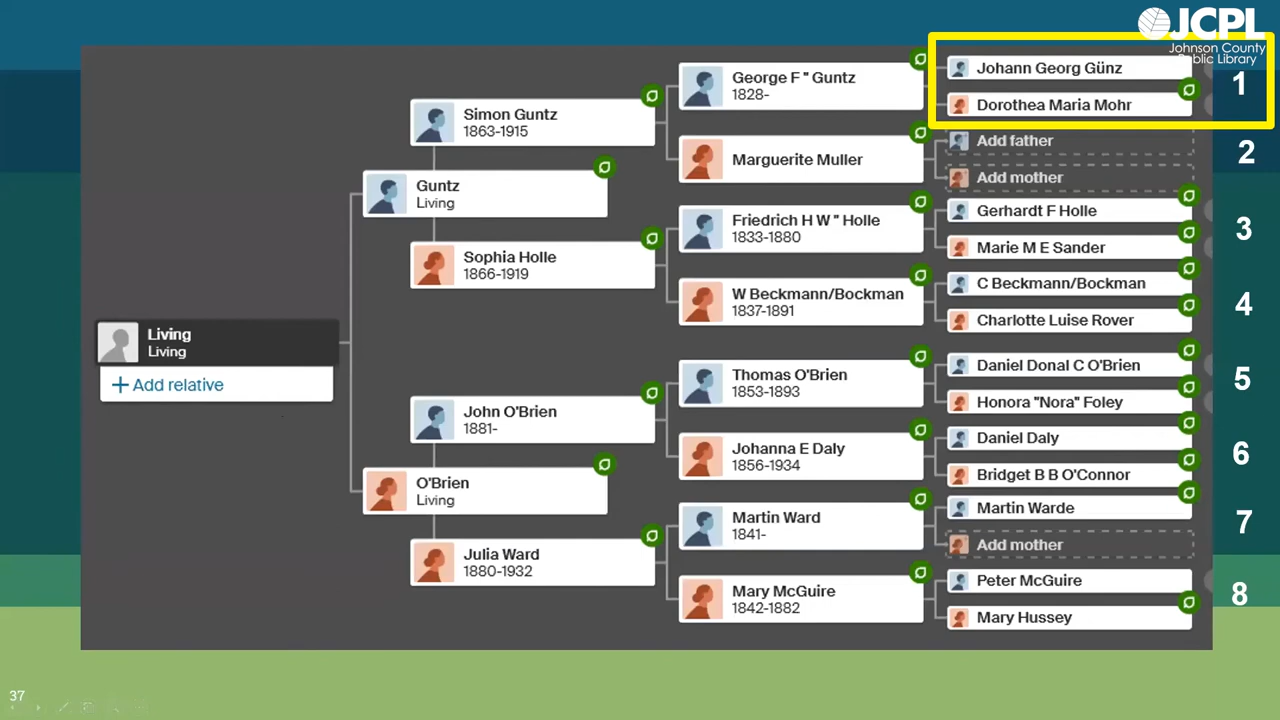 JCPL
Johnson County
Public Library
Living
Living
+ Add relative
Guntz
Living
O'Brien
Living
Simon Guntz
1863-1915
Sophia Holle
1866-1919
John O'Brien
1881-
Julia Ward
1880-1932
George F " Guntz
1828-
Marguerite Muller
Friedrich H W " Holle
1833-1880
W Beckmann/Bockman
1837-1891
Thomas O'Brien
1853-1893
Johanna E Daly
1856-1934
Martin Ward
1841-
Mary McGuire
1842-1882
Johann Georg Günz
Dorothea Maria Mohr
1
Add father
Add mother
2
Gerhardt F Holle
Marie M E Sander
3
C Beckmann/Bockman
Charlotte Luise Rover
4
Daniel Donal C O'Brien
Honora "Nora" Foley
5
Daniel Daly
Bridget B B O'Connor
6
Martin Warde
Add mother
7
Peter McGuire
Mary Hussey
8
37